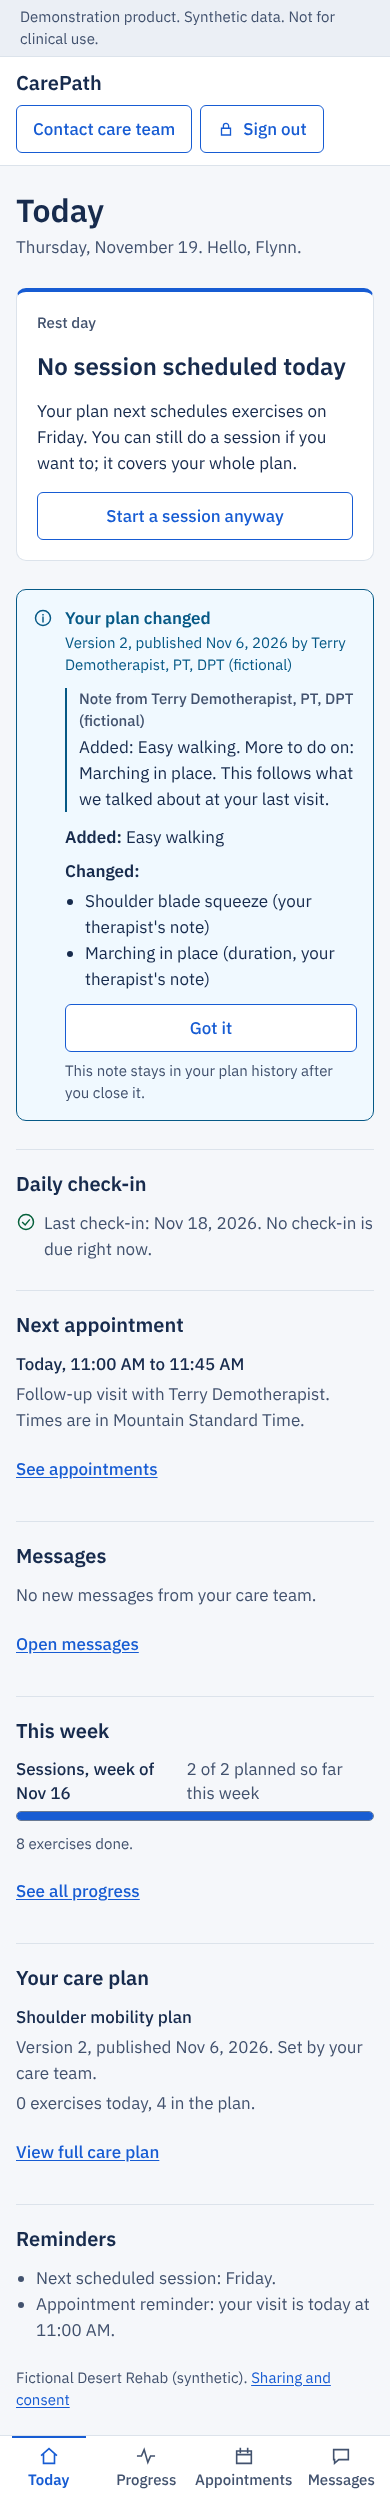 Demonstration product. Synthetic data. Not for
clinical use.
CarePath
Contact care team
Sign out
Today
Thursday, November 19. Hello, Flynn.
Rest day
No session scheduled today
Your plan next schedules exercises on
Friday. You can still do a session if you
want to; it covers your whole plan.
Start a session anyway
Your plan changed
Version 2, published Nov 6, 2026 by Terry
Demotherapist, PT, DPT (fictional)
Note from Terry Demotherapist, PT, DPT
(fictional)
Added: Easy walking. More to do on:
Marching in place. This follows what
we talked about at your last visit.
Added: Easy walking
Changed:
• Shoulder blade squeeze (your
therapist's note)
• Marching in place (duration, your
therapist's note)
Got it
This note stays in your plan history after
you close it.
Daily check-in
Last check-in: Nov 18, 2026. No check-in is
due right now.
Next appointment
Today, 11:00 AM to 11:45 AM
Follow-up visit with Terry Demotherapist.
Times are in Mountain Standard Time.
See appointments
Messages
No new messages from your care team.
Open messages
This week
Sessions, week of
Nov 16
2 of 2 planned so far
this week
8 exercises done.
See all progress
Your care plan
Shoulder mobility plan
Version 2, published Nov 6, 2026. Set by your
care team.
0 exercises today, 4 in the plan.
View full care plan
Reminders
• Next scheduled session: Friday.
• Appointment reminder: your visit is today at
11:00 AM.
Fictional Desert Rehab (synthetic). Sharing and
consent
Today
Progress
Appointments
Messages